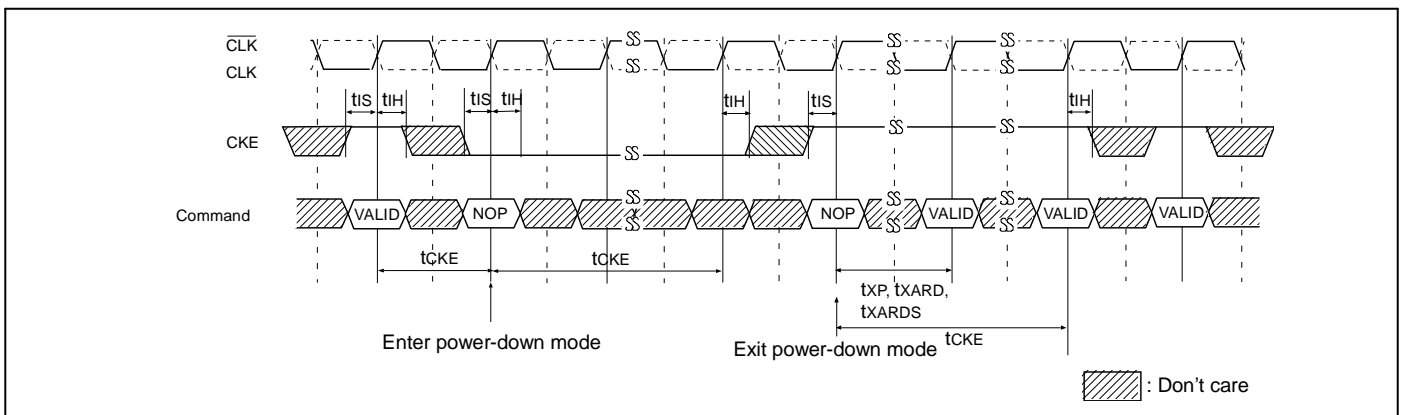 CLK
CLK
tIS tIH tIS tIH tIH tIS tIH
CKE
Command VALID NOP NOP VALID VALID VALID
tCKE tCKE
tXP, tXARD,
tXARDS
tCKE
Enter power-down mode Exit power-down mode
: Don't care